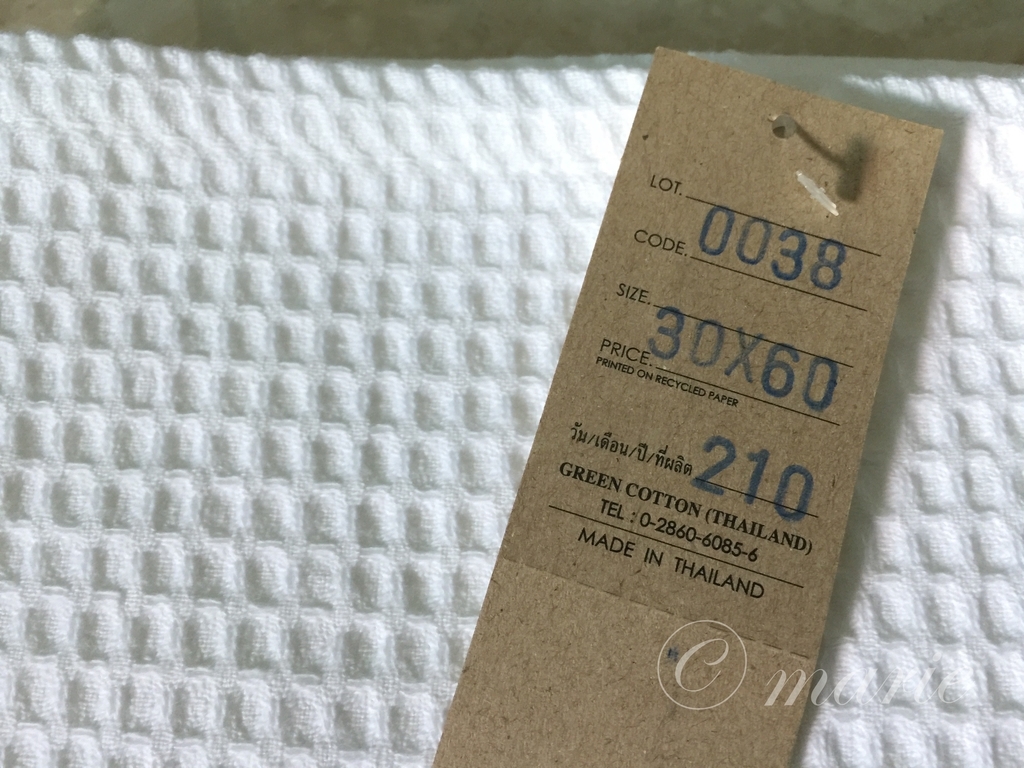 LOT.
CODE. 0038
SIZE.
PRICE. 30X60
PRINTED ON RECYCLED PAPER
วัน/เดือน/ปี/ที่ผลิต 210
GREEN COTTON (THAILAND)
TEL : 0-2860-6085-6
MADE IN THAILAND
C marie